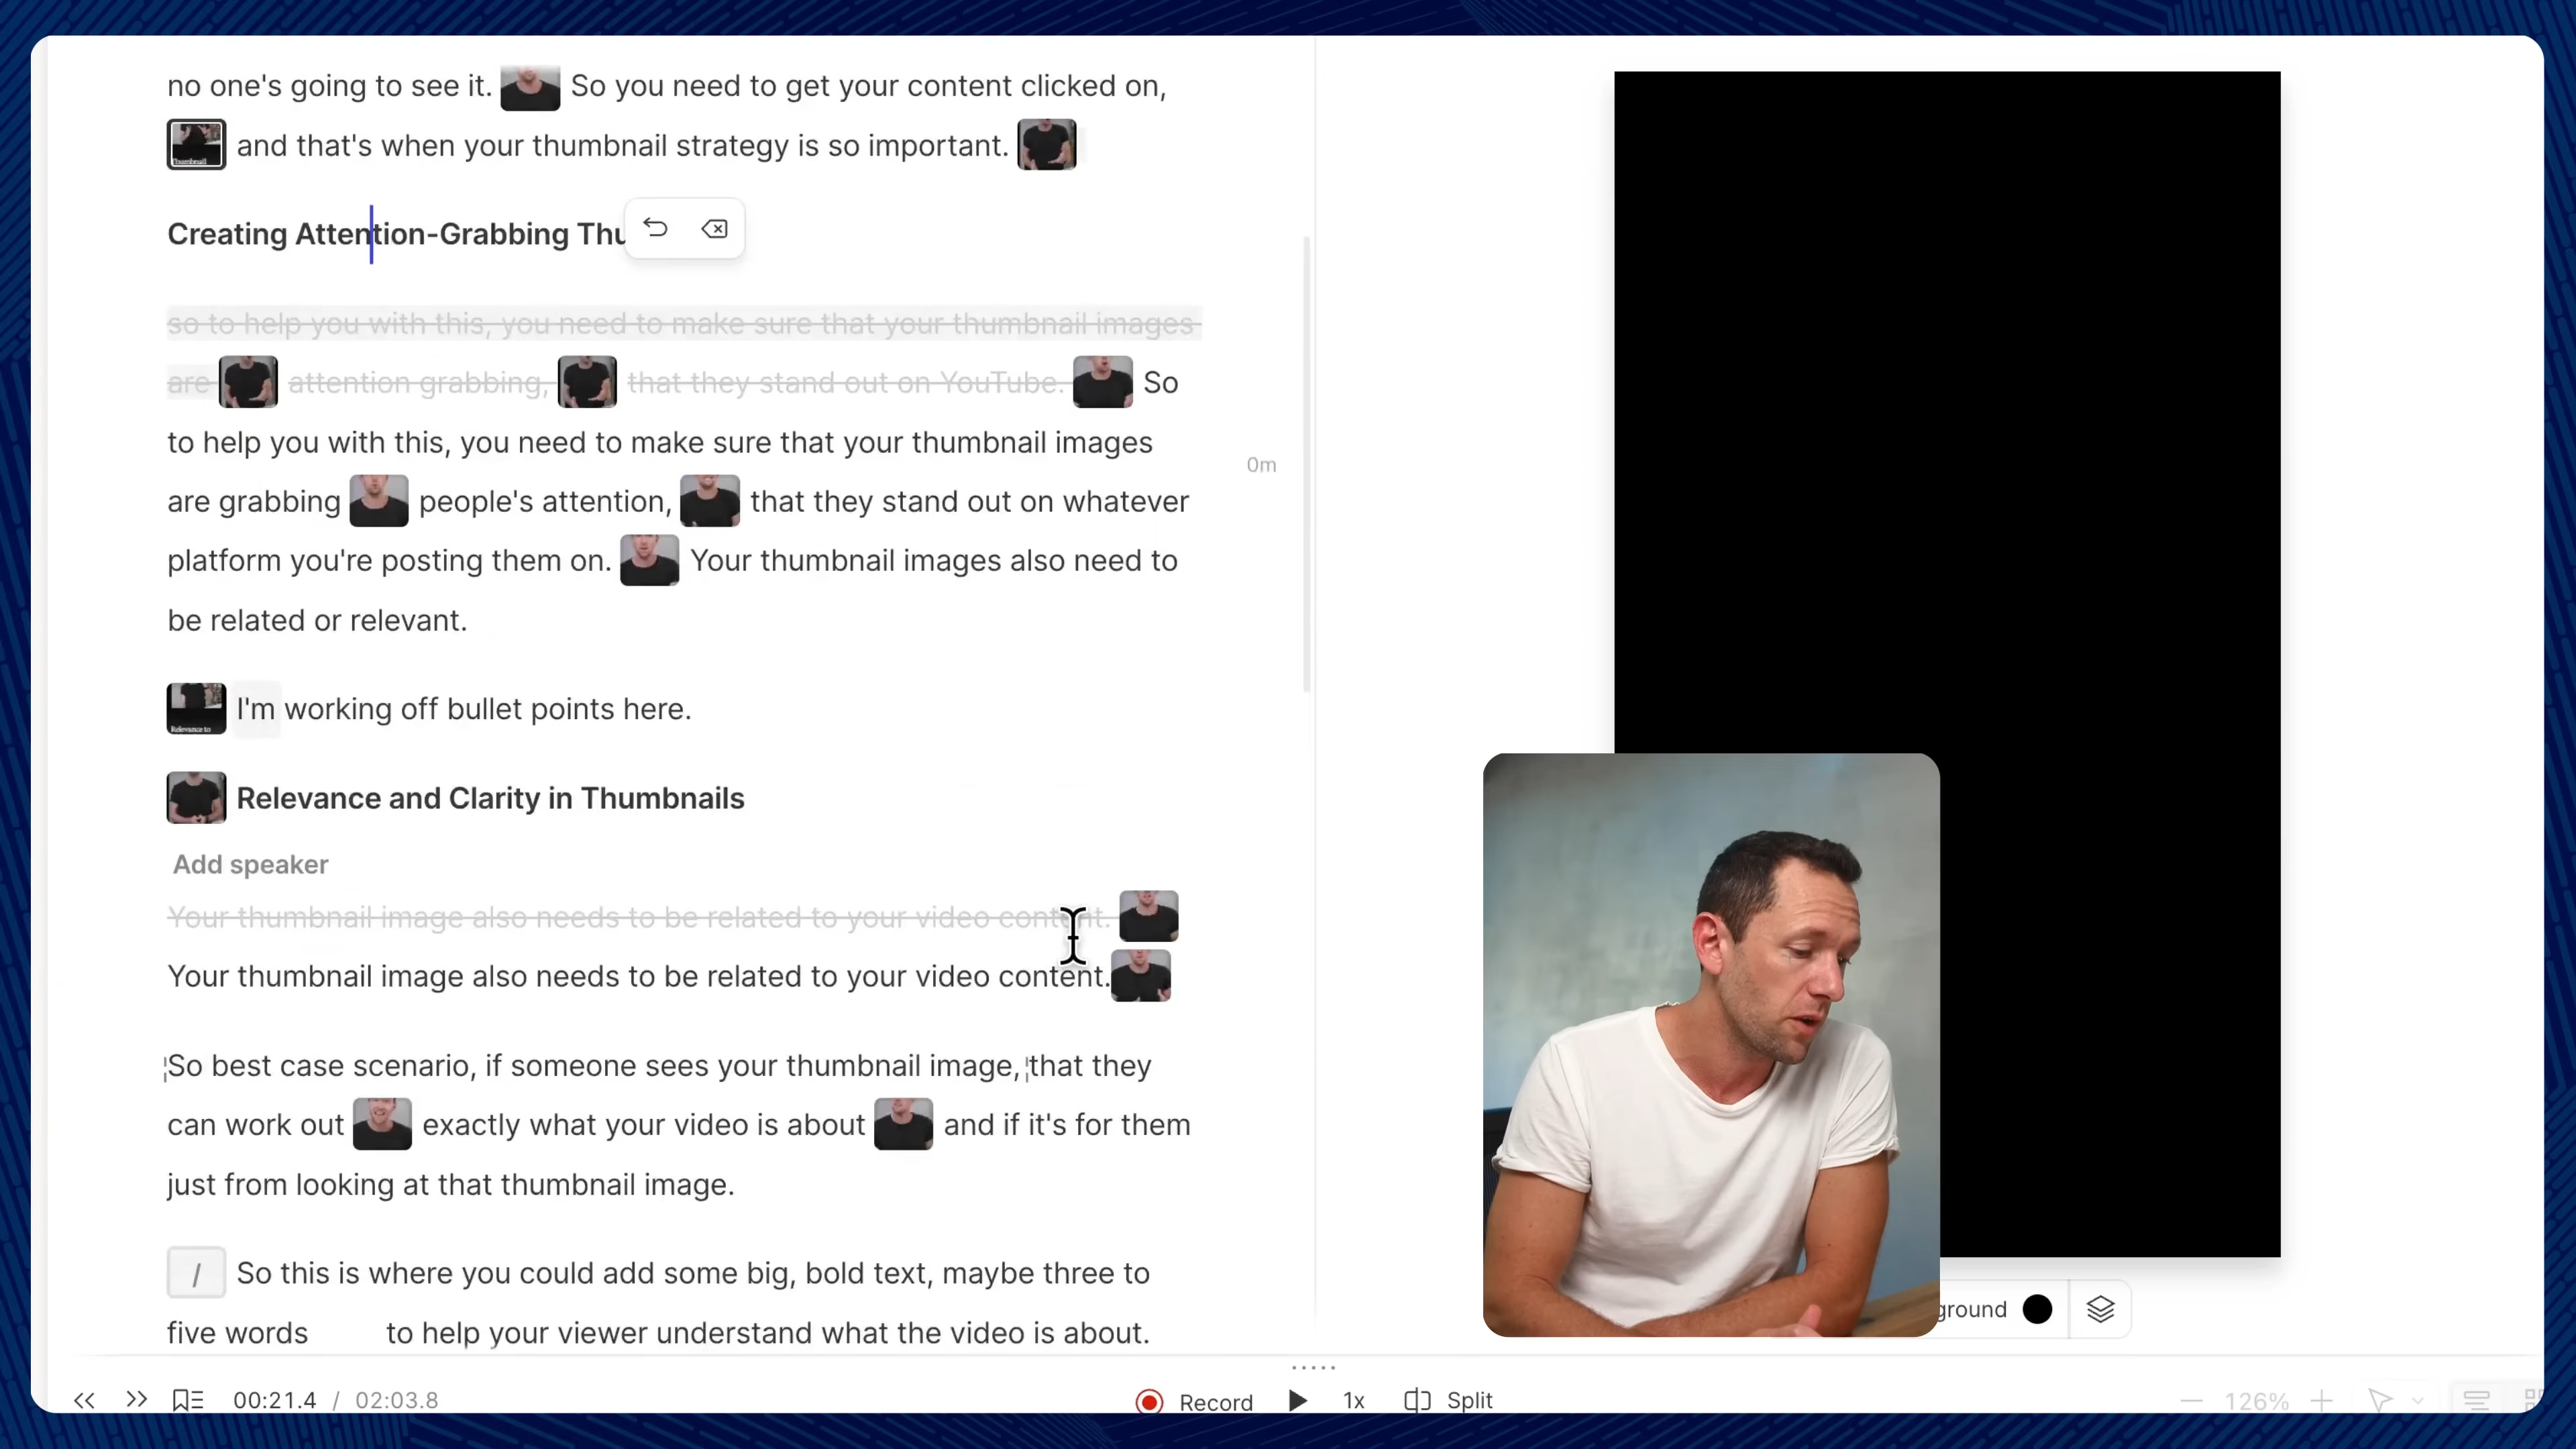 no one's going to see it. So you need to get your content clicked on,
and that's when your thumbnail strategy is so important.
Creating Attention-Grabbing Thu
so to help you with this, you need to make sure that your thumbnail images
are attention grabbing, that they stand out on YouTube. So
to help you with this, you need to make sure that your thumbnail images
are grabbing people's attention, that they stand out on whatever
platform you're posting them on. Your thumbnail images also need to
be related or relevant.
0m
Thumbnail
I'm working off bullet points here.
Relevance to
Relevance and Clarity in Thumbnails
Add speaker
Your thumbnail image also needs to be related to your video content.
Your thumbnail image also needs to be related to your video content.
So best case scenario, if someone sees your thumbnail image, that they
can work out exactly what your video is about and if it's for them
just from looking at that thumbnail image.
/ So this is where you could add some big, bold text, maybe three to
five words to help your viewer understand what the video is about.
ground
00:21.4 / 02:03.8
Record
1x
Split
126%